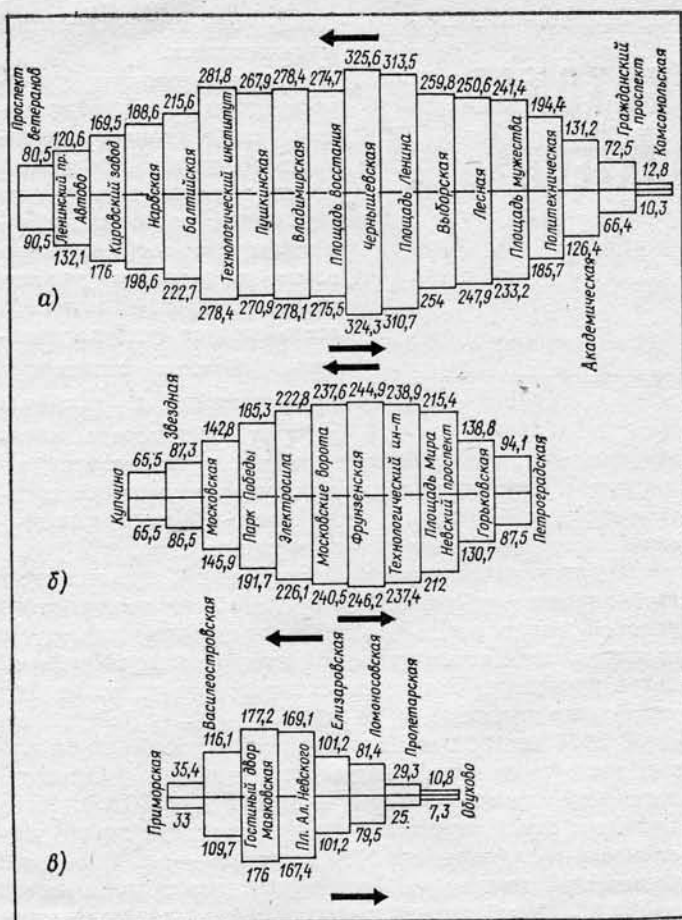 Проспект ветеранов
80,5
120,6
169,5
188,6
215,6
281,8
267,9
278,4
274,7
325,6
313,5
259,8
250,6
241,4
194,4
131,2
72,5
12,8
Ленинский пр.
Автово
Кировский завод
Нарвская
Балтийская
Технологический институт
Пушкинская
Владимирская
Площадь восстания
Чернышевская
Площадь Ленина
Выборская
Лесная
Площадь мужества
Политехническая
Академическая
Гражданский проспект
Комсомольская
90,5
132,1
176
198,6
222,7
278,4
270,9
278,1
275,5
324,3
310,7
254
247,9
233,2
185,7
126,4
66,4
10,3
а)
Купчино
Звездная
65,5
87,3
142,8
185,3
222,8
237,6
244,9
238,9
215,4
138,8
94,1
Московская
Парк Победы
Электросила
Московские ворота
Фрунзенская
Технологический ин-т
Площадь Мира
Невский проспект
Горьковская
Петроградская
65,5
86,5
145,9
191,7
226,1
240,5
246,2
237,4
212
130,7
87,5
б)
Приморская
Василеостровская
35,4
116,1
177,2
169,1
101,2
81,4
29,3
10,8
Гостиный двор
Маяковская
Пл. Ал. Невского
Елизаровская
Ломоносовская
Пролетарская
Обухово
33
109,7
176
167,4
101,2
79,5
25
7,3
в)